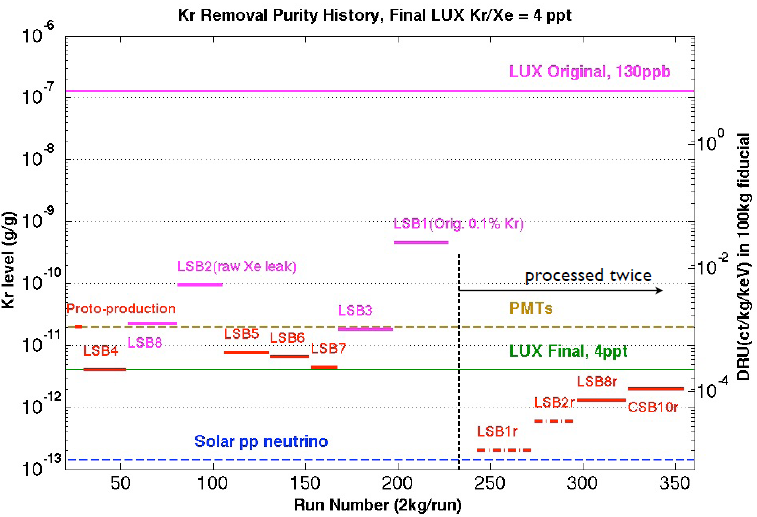 Kr Removal Purity History, Final LUX Kr/Xe = 4 ppt
10^-6
LUX Original, 130ppb
10^-7
10^0
10^-8
10^-9
LSB1(Orig. 0.1% Kr)
LSB2(raw Xe leak)
10^-2
processed twice
10^-10
Proto-production
LSB3
PMTs
LSB8
LSB5
LSB6
10^-11
LSB4
LSB7
LUX Final, 4ppt
LSB8r
10^-4
10^-12
LSB2r
CSB10r
LSB1r
Solar pp neutrino
10^-13
50
100
150
200
250
300
350
Run Number (2kg/run)
Kr level (g/g)
DRU(ct/kg/keV) in 100kg fiducial